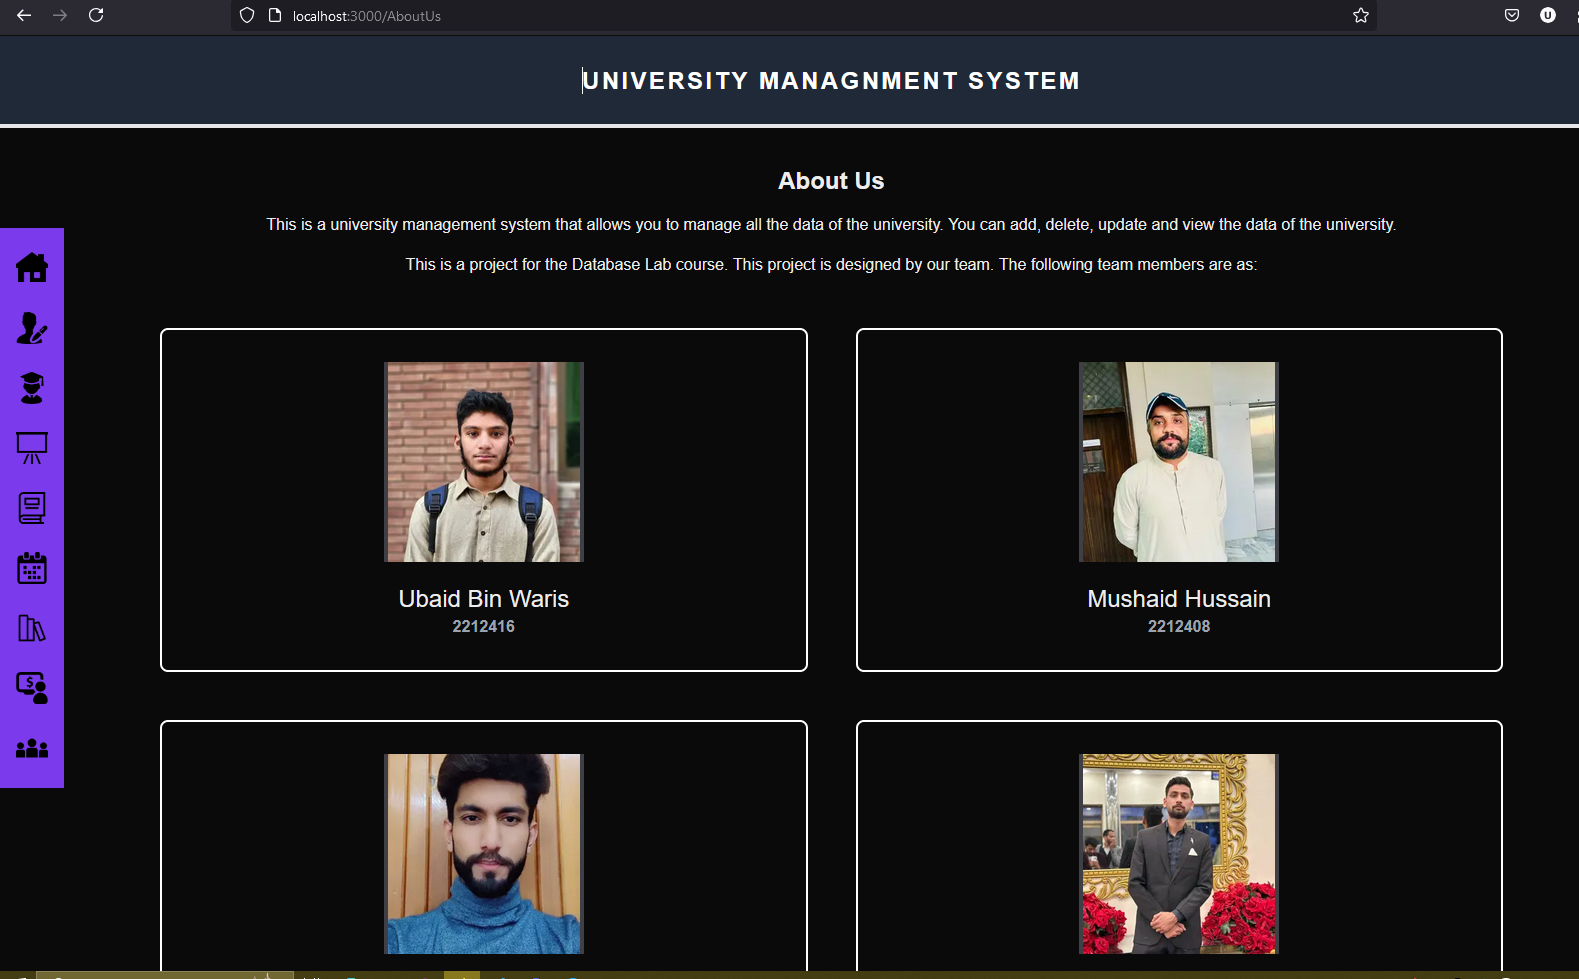 localhost:3000/AboutUs
U
UNIVERSITY MANAGNMENT SYSTEM
About Us
This is a university management system that allows you to manage all the data of the university. You can add, delete, update and view the data of the university.
This is a project for the Database Lab course. This project is designed by our team. The following team members are as:
Ubaid Bin Waris
2212416
Mushaid Hussain
2212408